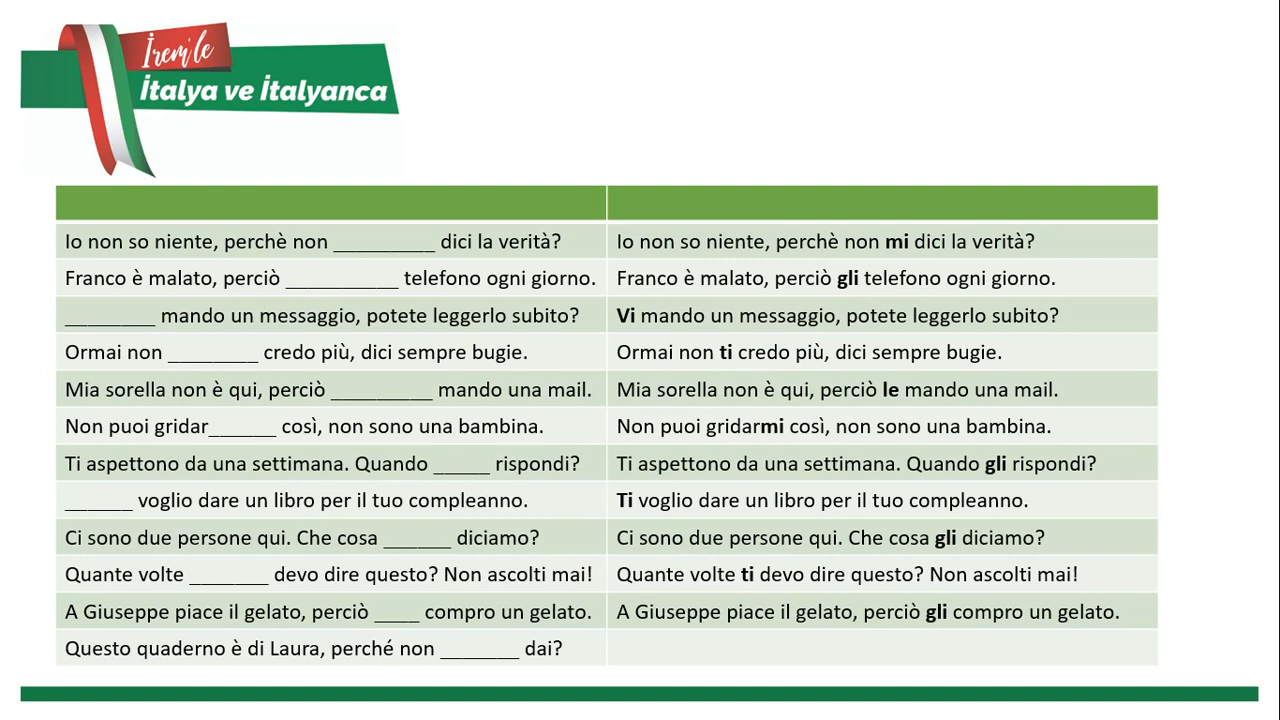 İrem'le
İtalya ve İtalyanca
Io non so niente, perchè non _________ dici la verità?
Io non so niente, perchè non mi dici la verità?
Franco è malato, perciò __________ telefono ogni giorno.
Franco è malato, perciò gli telefono ogni giorno.
________ mando un messaggio, potete leggerlo subito?
Vi mando un messaggio, potete leggerlo subito?
Ormai non ________ credo più, dici sempre bugie.
Ormai non ti credo più, dici sempre bugie.
Mia sorella non è qui, perciò _________ mando una mail.
Mia sorella non è qui, perciò le mando una mail.
Non puoi gridar______ così, non sono una bambina.
Non puoi gridarmi così, non sono una bambina.
Ti aspettono da una settimana. Quando _____ rispondi?
Ti aspettono da una settimana. Quando gli rispondi?
______ voglio dare un libro per il tuo compleanno.
Ti voglio dare un libro per il tuo compleanno.
Ci sono due persone qui. Che cosa ______ diciamo?
Ci sono due persone qui. Che cosa gli diciamo?
Quante volte _______ devo dire questo? Non ascolti mai!
Quante volte ti devo dire questo? Non ascolti mai!
A Giuseppe piace il gelato, perciò ____ compro un gelato.
A Giuseppe piace il gelato, perciò gli compro un gelato.
Questo quaderno è di Laura, perché non _______ dai?